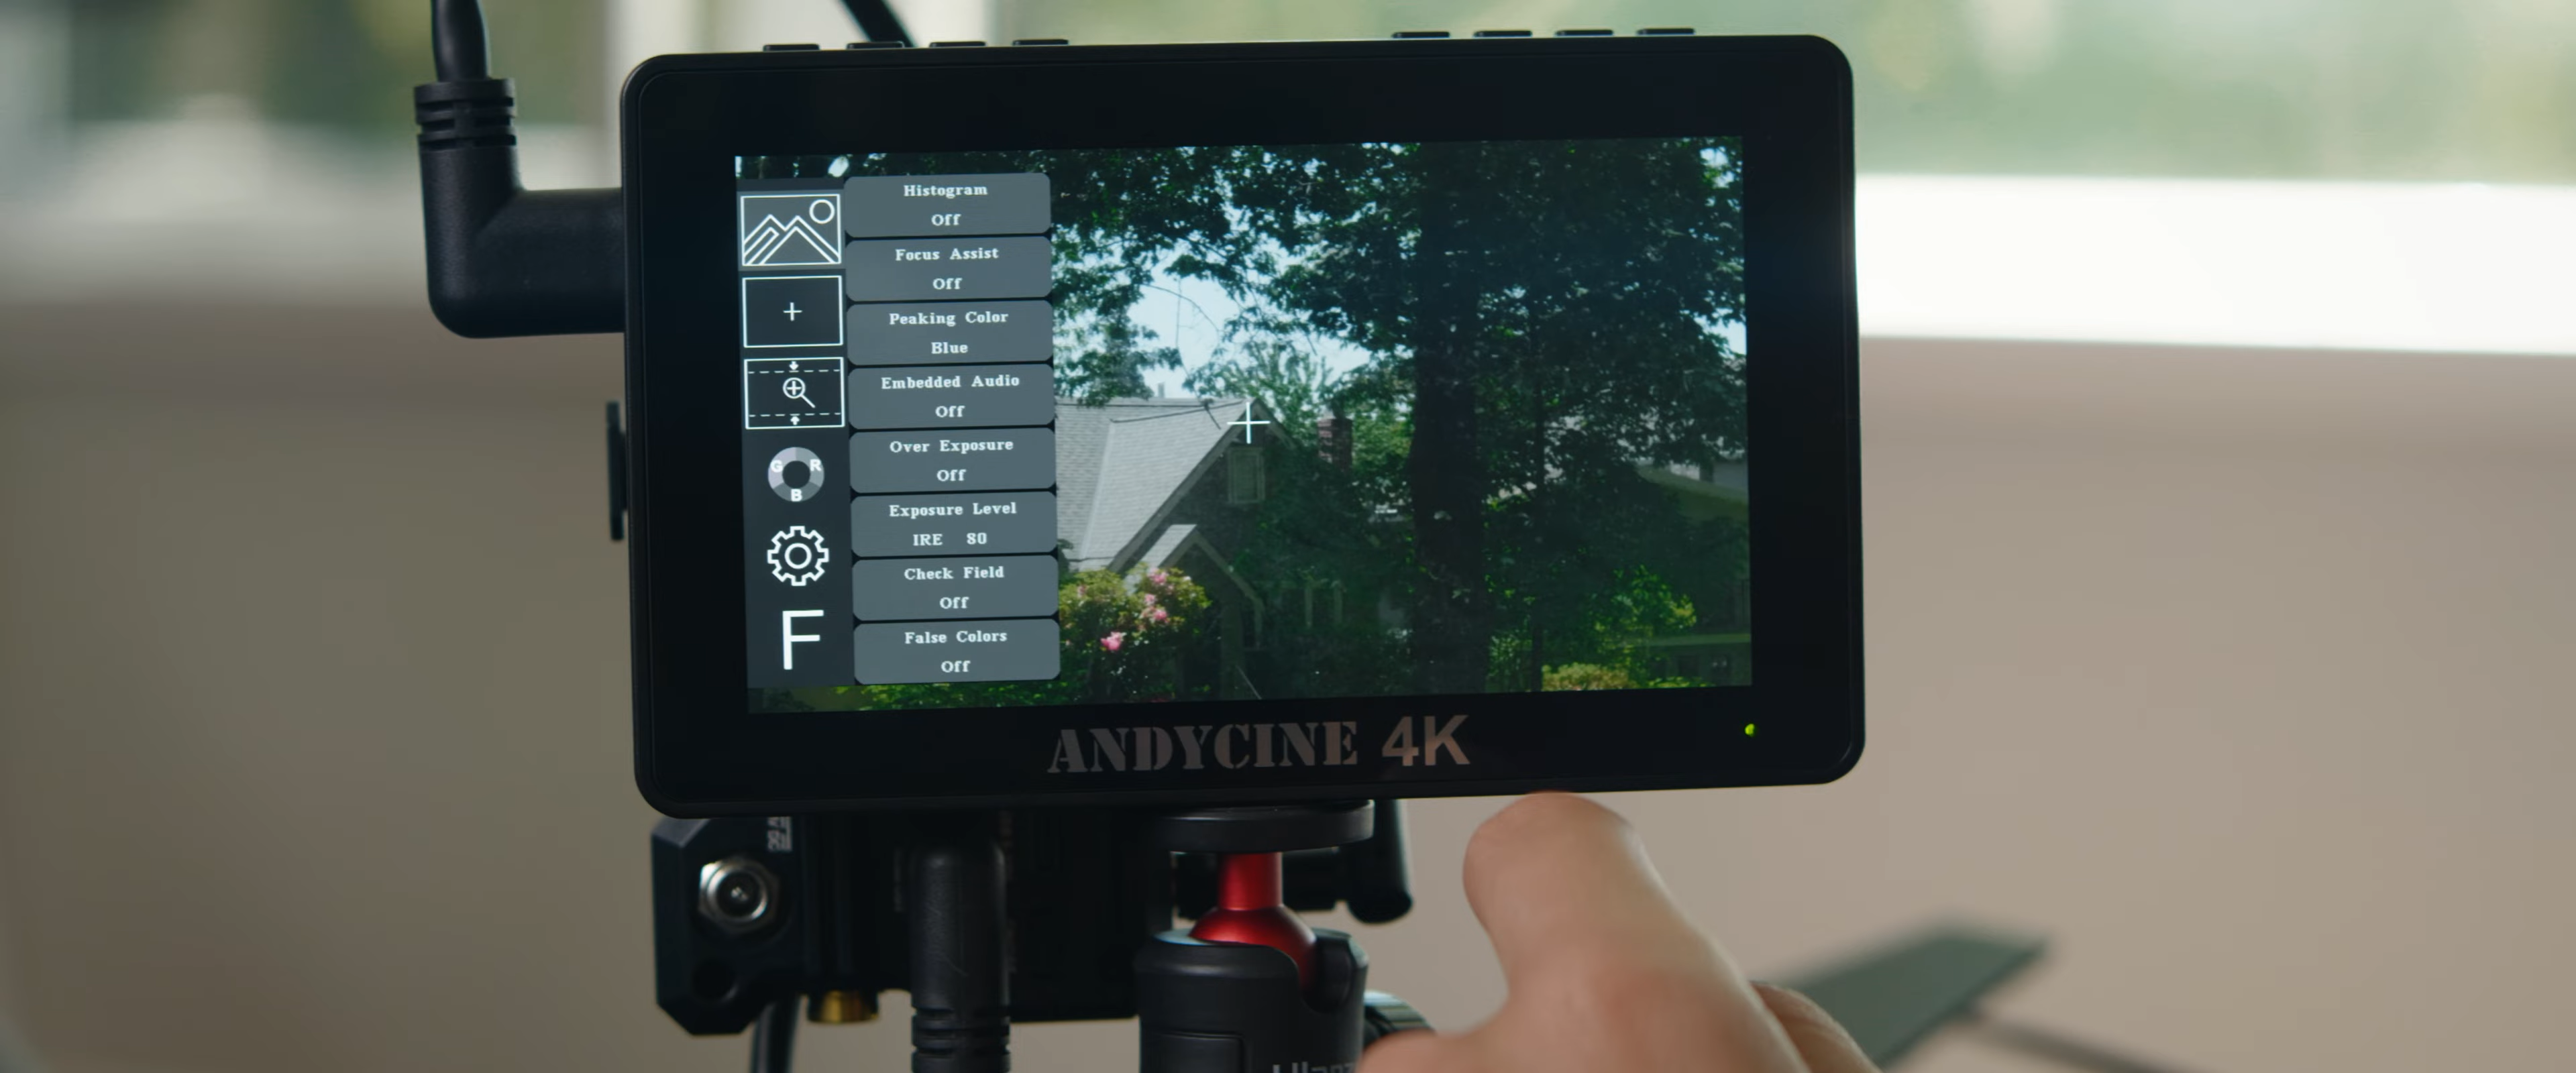 Histogram
Off
Focus Assist
Off
Peaking Color
Blue
Embedded Audio
Off
Over Exposure
Off
Exposure Level
IRE 80
Check Field
Off
False Colors
Off
G R
B
F
ANDYCINE 4K